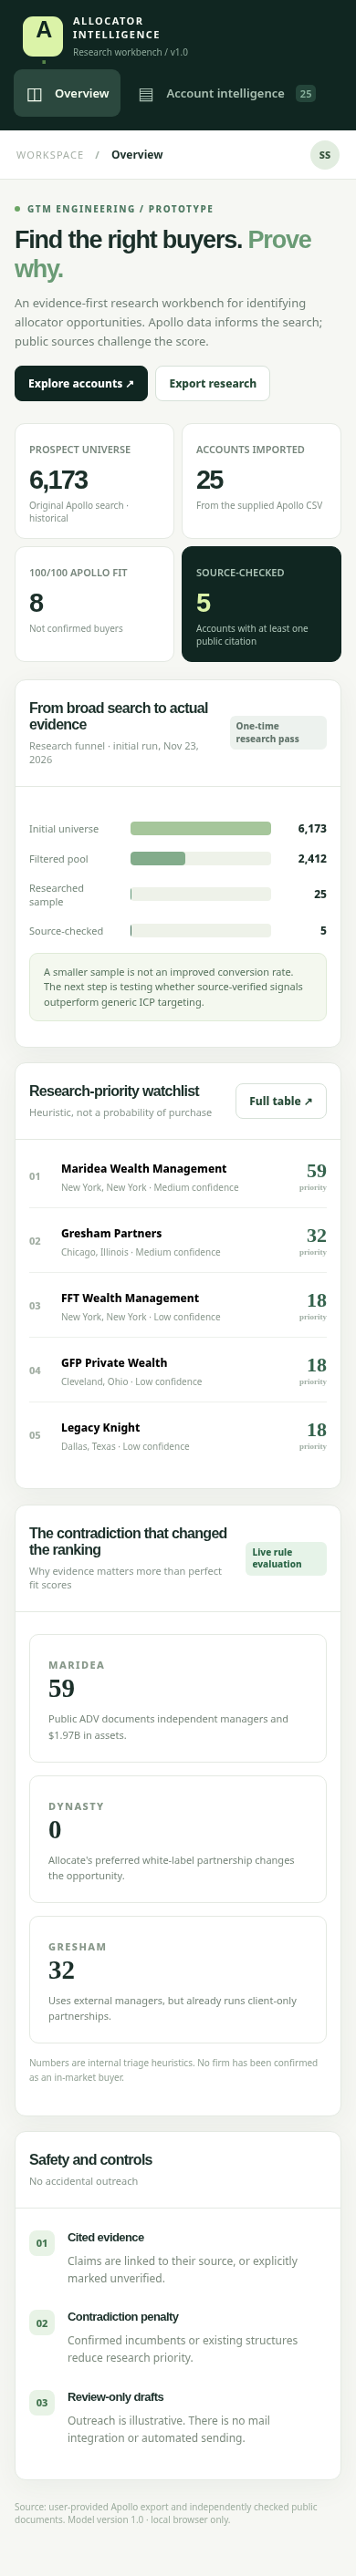 A
ALLOCATOR
INTELLIGENCE
Research workbench / v1.0
Overview
Account intelligence 25
WORKSPACE / Overview
SS
GTM ENGINEERING / PROTOTYPE
Find the right buyers. Prove
why.
An evidence-first research workbench for identifying
allocator opportunities. Apollo data informs the search;
public sources challenge the score.
Explore accounts ↗
Export research
PROSPECT UNIVERSE
6,173
Original Apollo search ·
historical
ACCOUNTS IMPORTED
25
From the supplied Apollo CSV
100/100 APOLLO FIT
8
Not confirmed buyers
SOURCE-CHECKED
5
Accounts with at least one
public citation
From broad search to actual
evidence
Research funnel · initial run, Nov 23,
2026
One-time
research pass
Initial universe 6,173
Filtered pool 2,412
Researched
sample 25
Source-checked 5
A smaller sample is not an improved conversion rate.
The next step is testing whether source-verified signals
outperform generic ICP targeting.
Research-priority watchlist
Heuristic, not a probability of purchase
Full table ↗
01 Maridea Wealth Management 59
New York, New York · Medium confidence priority
02 Gresham Partners 32
Chicago, Illinois · Medium confidence priority
03 FFT Wealth Management 18
New York, New York · Low confidence priority
04 GFP Private Wealth 18
Cleveland, Ohio · Low confidence priority
05 Legacy Knight 18
Dallas, Texas · Low confidence priority
The contradiction that changed
the ranking
Why evidence matters more than perfect
fit scores
Live rule
evaluation
MARIDEA
59
Public ADV documents independent managers and
$1.97B in assets.
DYNASTY
0
Allocate's preferred white-label partnership changes
the opportunity.
GRESHAM
32
Uses external managers, but already runs client-only
partnerships.
Numbers are internal triage heuristics. No firm has been confirmed
as an in-market buyer.
Safety and controls
No accidental outreach
01 Cited evidence
Claims are linked to their source, or explicitly
marked unverified.
02 Contradiction penalty
Confirmed incumbents or existing structures
reduce research priority.
03 Review-only drafts
Outreach is illustrative. There is no mail
integration or automated sending.
Source: user-provided Apollo export and independently checked public
documents. Model version 1.0 · local browser only.